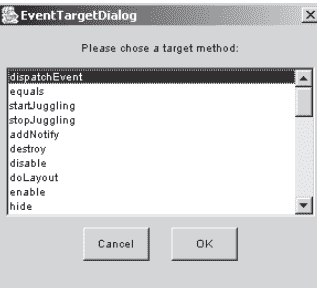 EventTargetDialog
Please chose a target method:
dispatchEvent
equals
startJuggling
stopJuggling
addNotify
destroy
disable
doLayout
enable
hide
Cancel OK